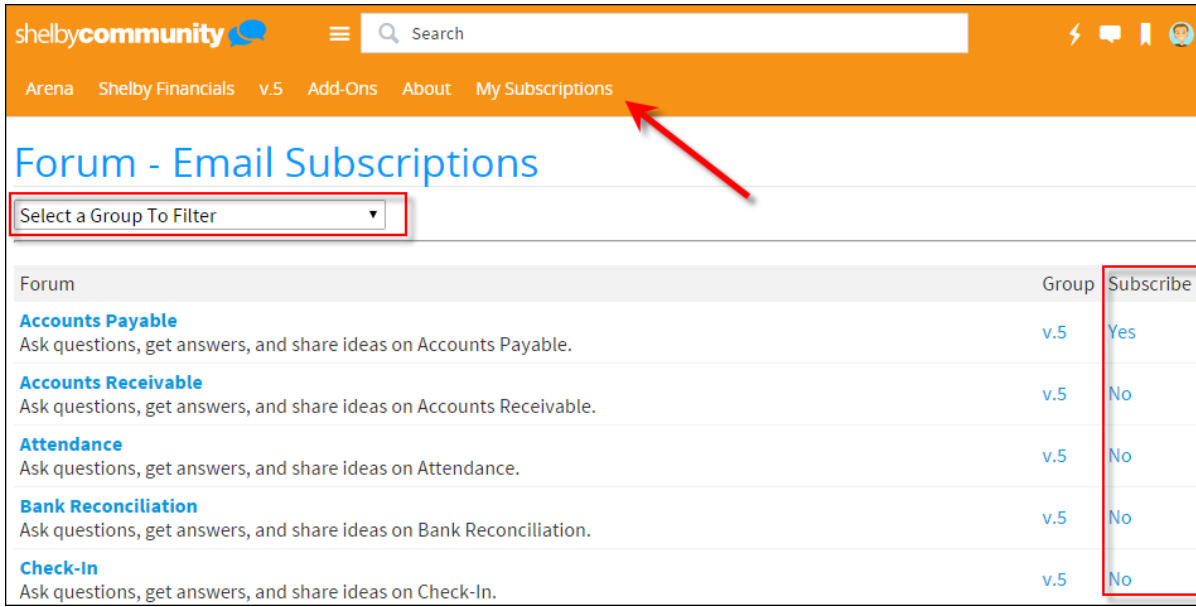 shelbycommunity
Search
Arena Shelby Financials v.5 Add-Ons About My Subscriptions
Forum - Email Subscriptions
Select a Group To Filter
Forum Group Subscribe
Accounts Payable
Ask questions, get answers, and share ideas on Accounts Payable.
v.5 Yes
Accounts Receivable
Ask questions, get answers, and share ideas on Accounts Receivable.
v.5 No
Attendance
Ask questions, get answers, and share ideas on Attendance.
v.5 No
Bank Reconciliation
Ask questions, get answers, and share ideas on Bank Reconciliation.
v.5 No
Check-In
Ask questions, get answers, and share ideas on Check-In.
v.5 No